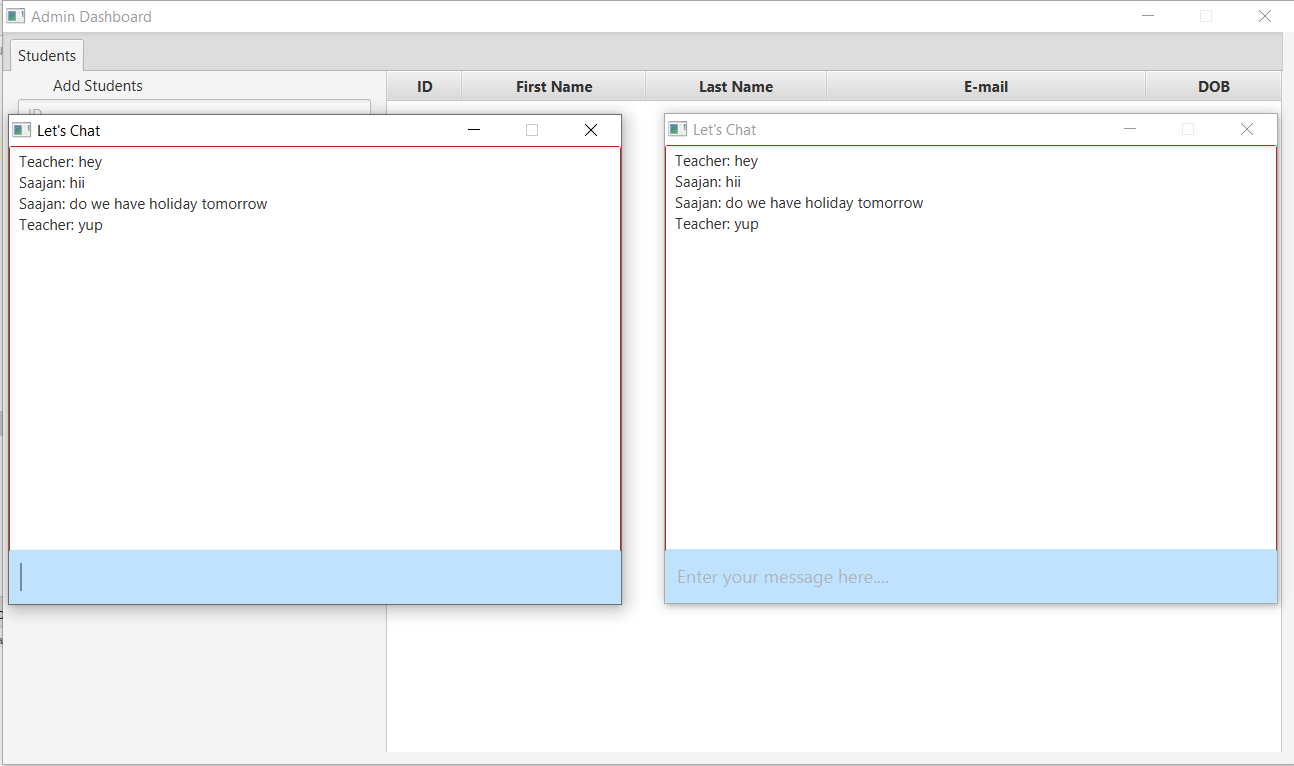 Admin Dashboard
Students
Add Students
ID First Name Last Name E-mail DOB
ID
Let's Chat
Teacher: hey
Saajan: hii
Saajan: do we have holiday tomorrow
Teacher: yup
Let's Chat
Teacher: hey
Saajan: hii
Saajan: do we have holiday tomorrow
Teacher: yup
Enter your message here....